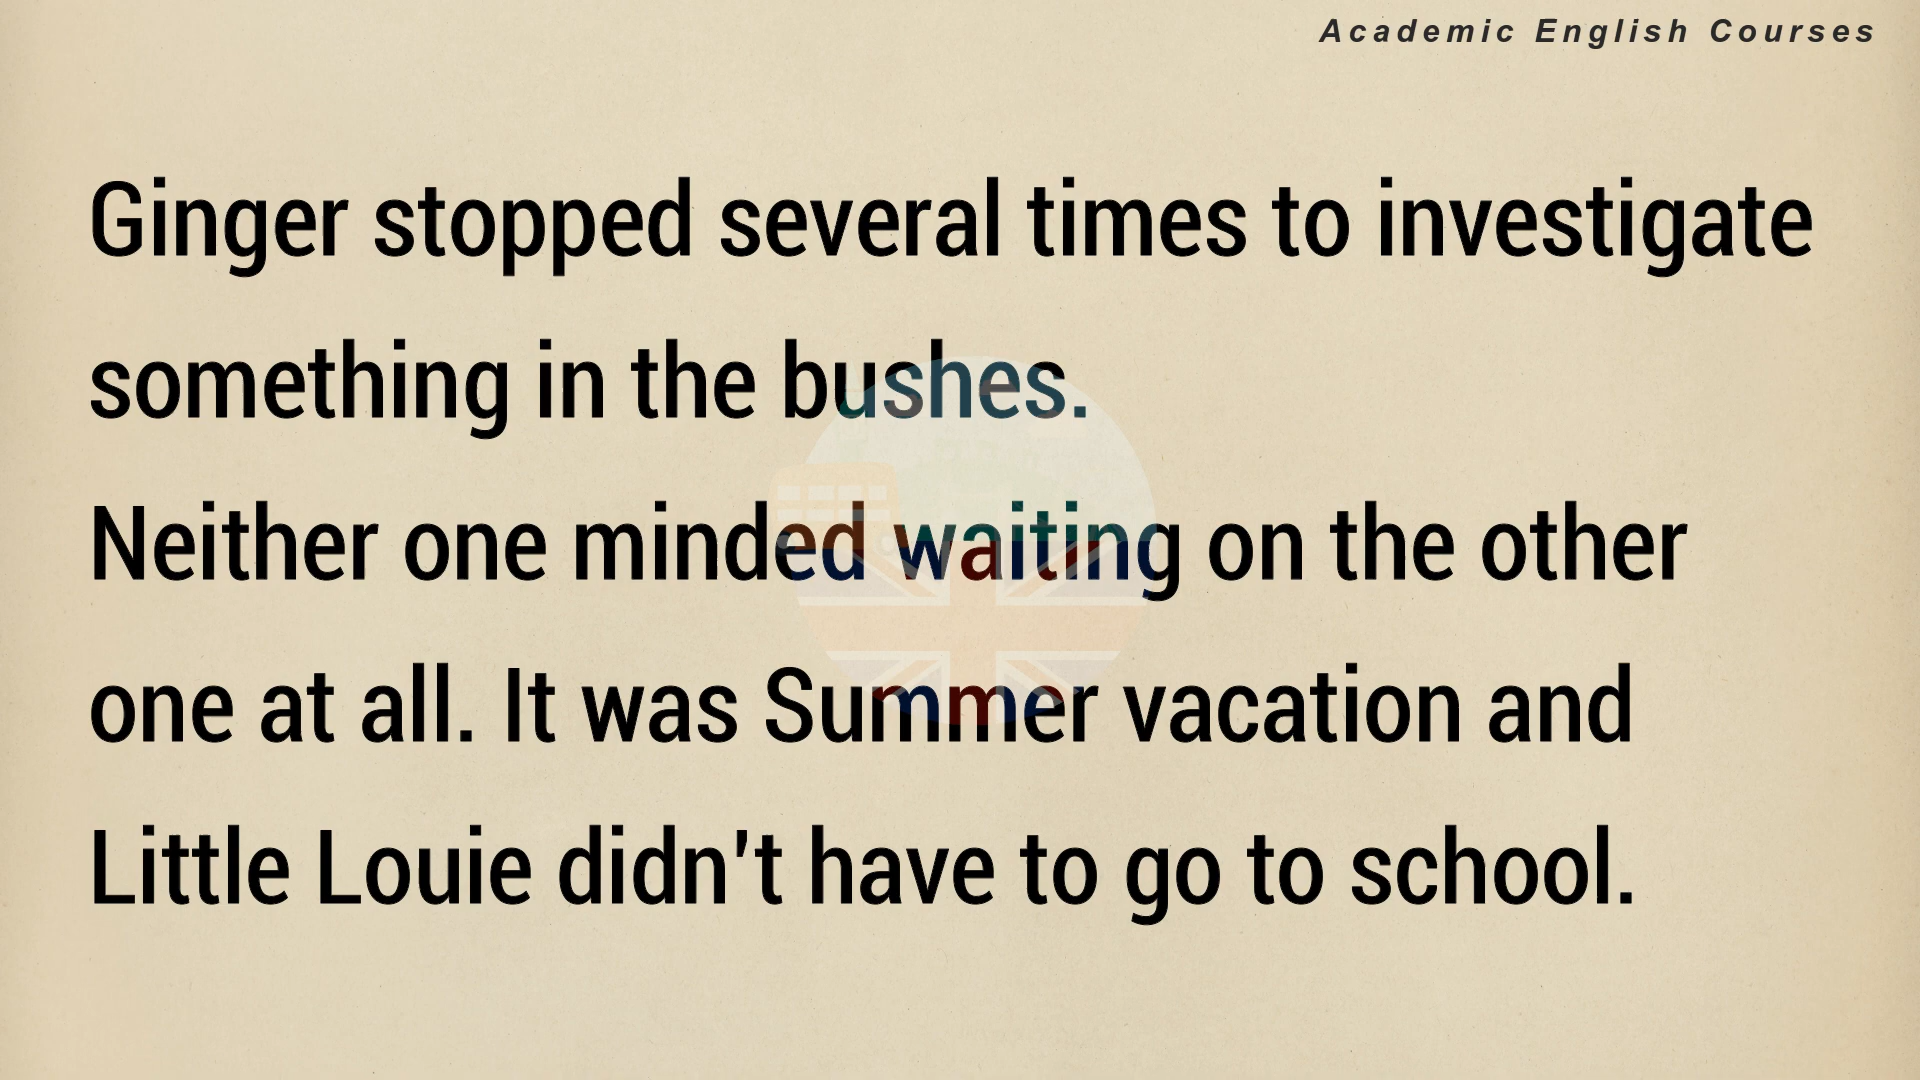 Academic English Courses
Ginger stopped several times to investigate
something in the bushes.
Neither one minded waiting on the other
one at all. It was Summer vacation and
Little Louie didn't have to go to school.